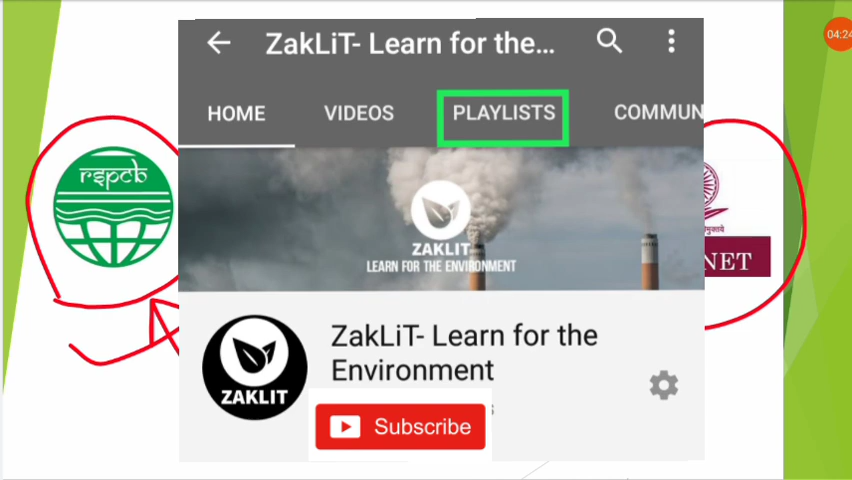 04:24
ZakLiT- Learn for the...
HOME VIDEOS PLAYLISTS COMMUN
rspcb
ZAKLIT
LEARN FOR THE ENVIRONMENT
NET
ZakLiT- Learn for the
Environment
ZAKLIT
Subscribe